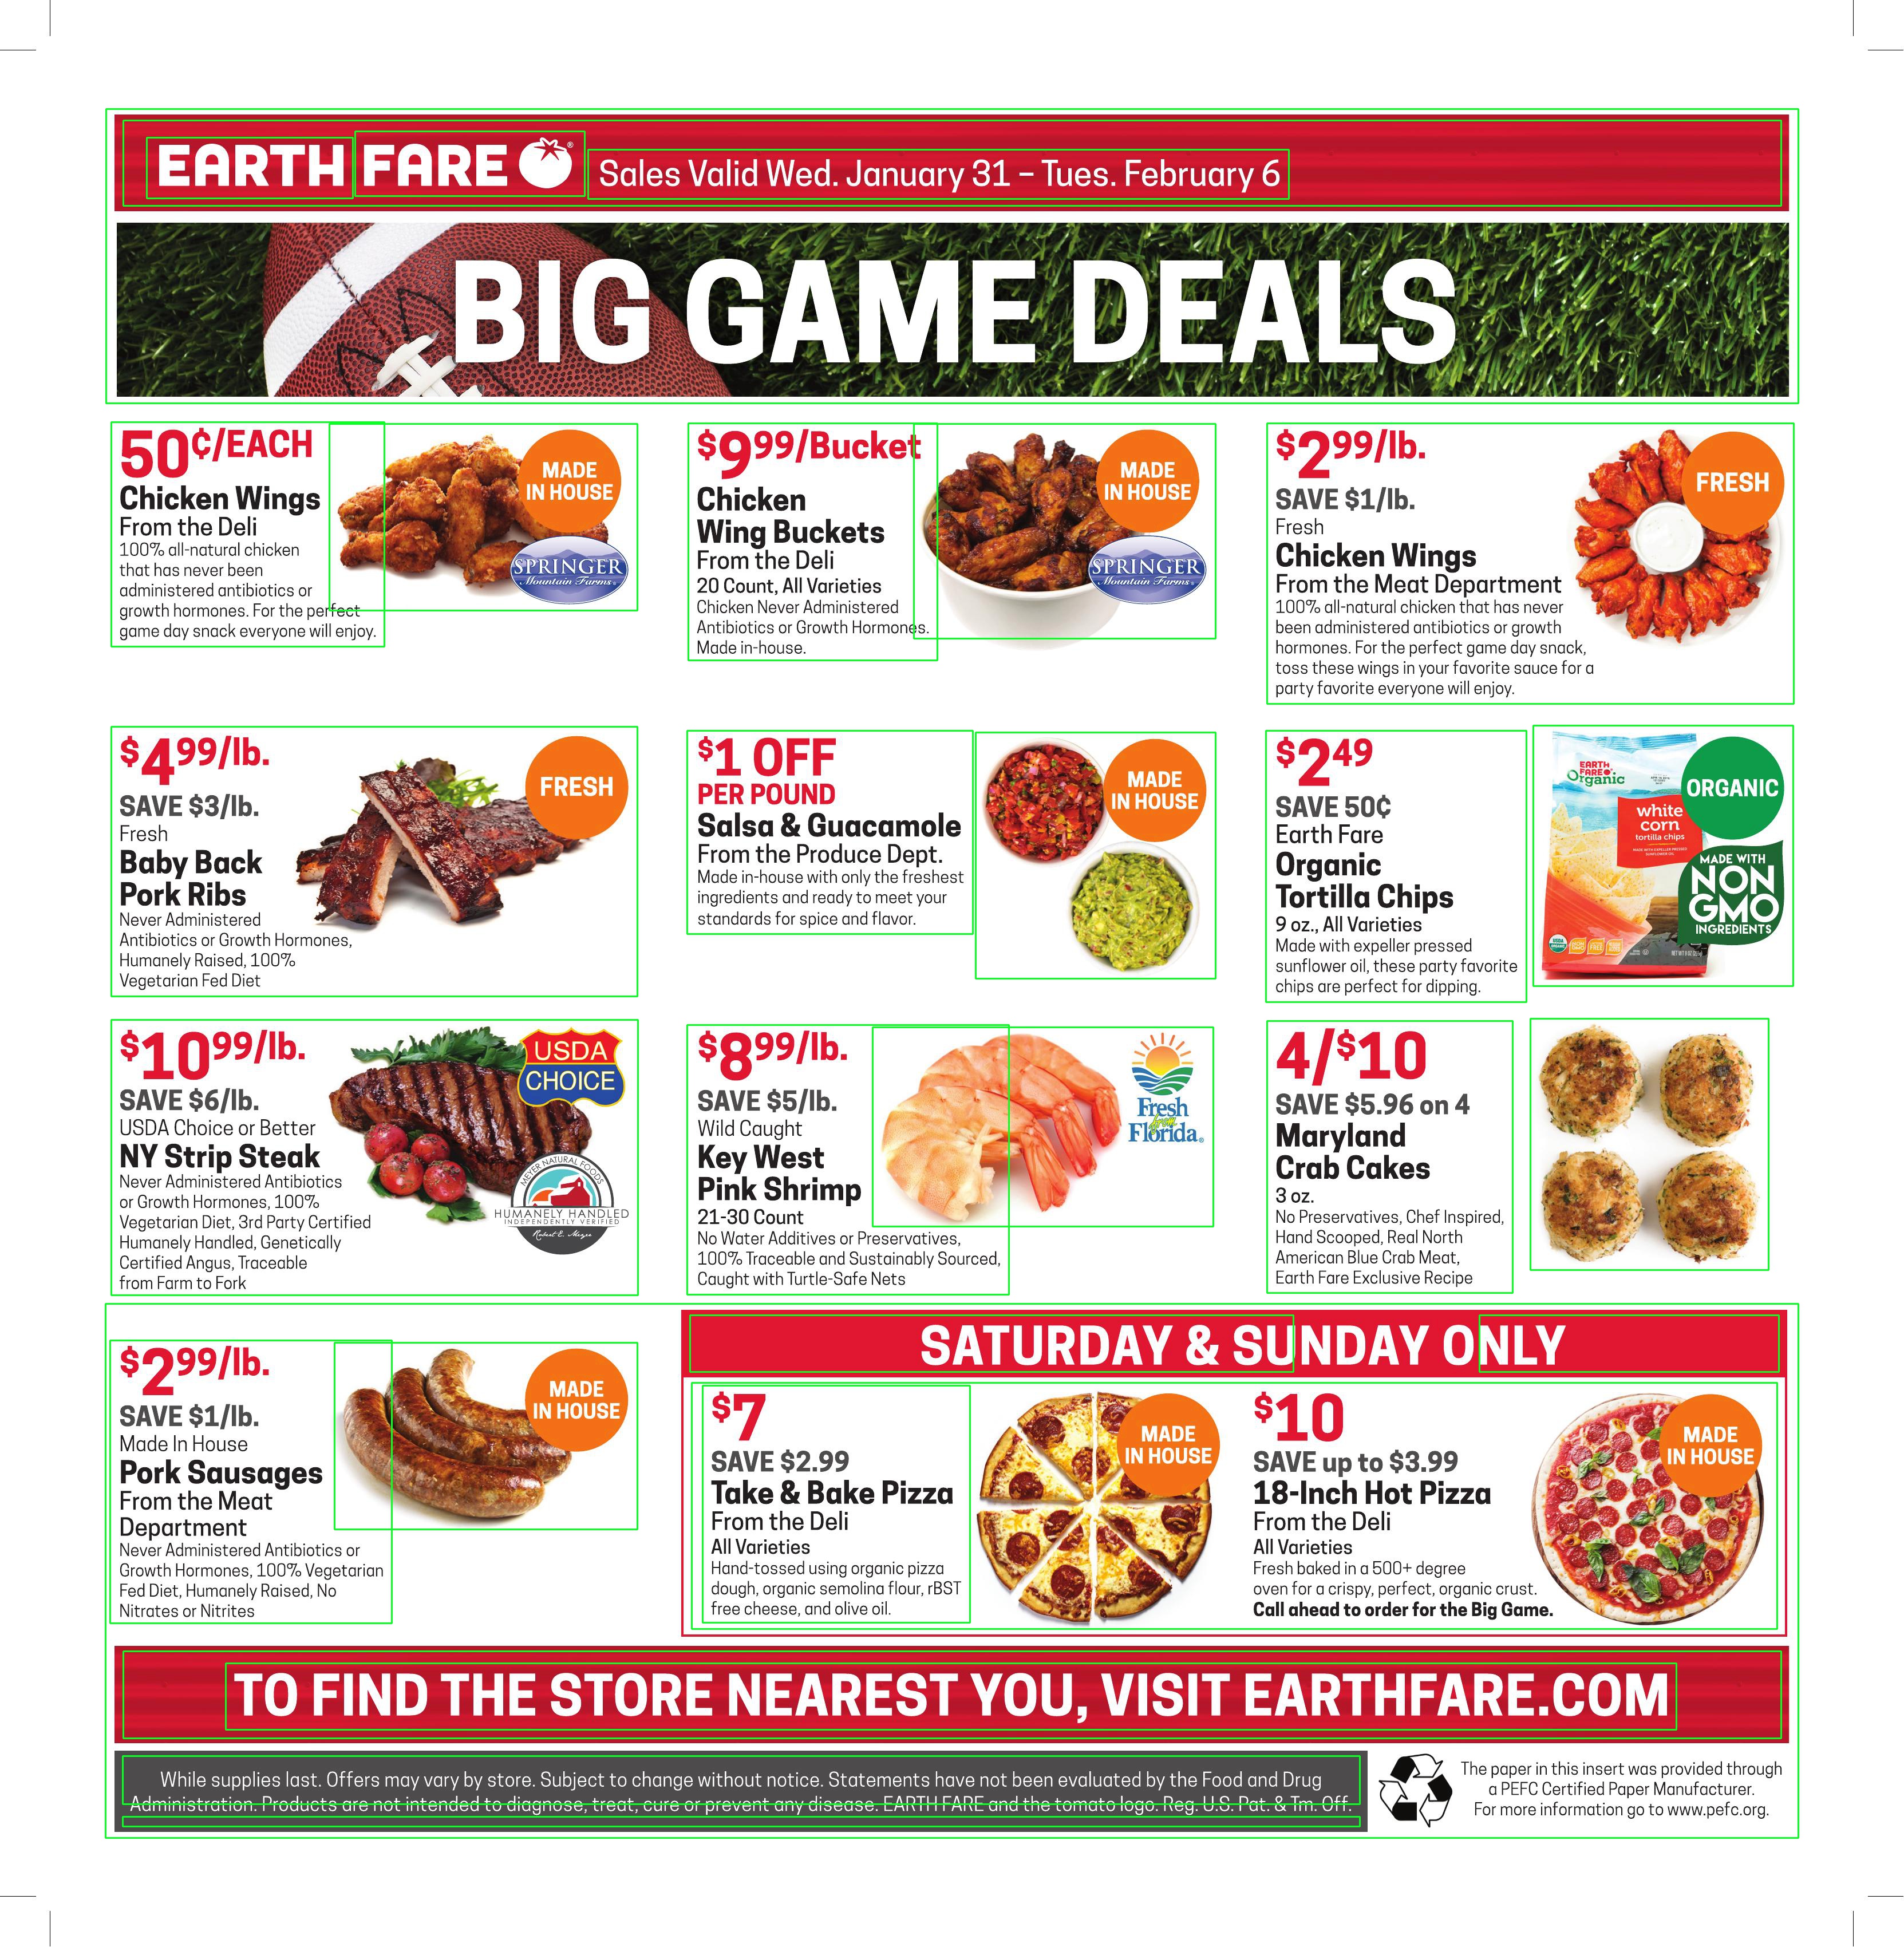 EARTH FARE ®
Sales Valid Wed. January 31 – Tues. February 6
BIG GAME DEALS
50¢/EACH
Chicken Wings
From the Deli
100% all-natural chicken
that has never been
administered antibiotics or
growth hormones. For the perfect
game day snack everyone will enjoy.
MADE
IN HOUSE
SPRINGER
Mountain Farms®
$9 99/Bucket
Chicken
Wing Buckets
From the Deli
20 Count, All Varieties
Chicken Never Administered
Antibiotics or Growth Hormones.
Made in-house.
MADE
IN HOUSE
SPRINGER
Mountain Farms®
$2 99/lb.
SAVE $1/lb.
Fresh
Chicken Wings
From the Meat Department
100% all-natural chicken that has never
been administered antibiotics or growth
hormones. For the perfect game day snack,
toss these wings in your favorite sauce for a
party favorite everyone will enjoy.
FRESH
$4 99/lb.
SAVE $3/lb.
Fresh
Baby Back
Pork Ribs
Never Administered
Antibiotics or Growth Hormones,
Humanely Raised, 100%
Vegetarian Fed Diet
FRESH
$1 OFF
PER POUND
Salsa & Guacamole
From the Produce Dept.
Made in-house with only the freshest
ingredients and ready to meet your
standards for spice and flavor.
MADE
IN HOUSE
$2 49
SAVE 50¢
Earth Fare
Organic
Tortilla Chips
9 oz., All Varieties
Made with expeller pressed
sunflower oil, these party favorite
chips are perfect for dipping.
EARTH
FARE
Organic
white
corn
tortilla chips
ORGANIC
MADE WITH
NON
GMO
INGREDIENTS
$10 99/lb.
SAVE $6/lb.
USDA Choice or Better
NY Strip Steak
Never Administered Antibiotics
or Growth Hormones, 100%
Vegetarian Diet, 3rd Party Certified
Humanely Handled, Genetically
Certified Angus, Traceable
from Farm to Fork
USDA
CHOICE
MEYER NATURAL FOODS
HUMANELY HANDLED
INDEPENDENTLY VERIFIED
Robert E. Meyer
$8 99/lb.
SAVE $5/lb.
Wild Caught
Key West
Pink Shrimp
21-30 Count
No Water Additives or Preservatives,
100% Traceable and Sustainably Sourced,
Caught with Turtle-Safe Nets
Fresh
from
Florida®
4/$10
SAVE $5.96 on 4
Maryland
Crab Cakes
3 oz.
No Preservatives, Chef Inspired,
Hand Scooped, Real North
American Blue Crab Meat,
Earth Fare Exclusive Recipe
$2 99/lb.
SAVE $1/lb.
Made In House
Pork Sausages
From the Meat
Department
Never Administered Antibiotics or
Growth Hormones, 100% Vegetarian
Fed Diet, Humanely Raised, No
Nitrates or Nitrites
MADE
IN HOUSE
SATURDAY & SUNDAY ONLY
$7
SAVE $2.99
Take & Bake Pizza
From the Deli
All Varieties
Hand-tossed using organic pizza
dough, organic semolina flour, rBST
free cheese, and olive oil.
MADE
IN HOUSE
$10
SAVE up to $3.99
18-Inch Hot Pizza
From the Deli
All Varieties
Fresh baked in a 500+ degree
oven for a crispy, perfect, organic crust.
Call ahead to order for the Big Game.
MADE
IN HOUSE
TO FIND THE STORE NEAREST YOU, VISIT EARTHFARE.COM
While supplies last. Offers may vary by store. Subject to change without notice. Statements have not been evaluated by the Food and Drug
Administration. Products are not intended to diagnose, treat, cure or prevent any disease. EARTH FARE and the tomato logo. Reg. U.S. Pat. & Tm. Off.
The paper in this insert was provided through
a PEFC Certified Paper Manufacturer.
For more information go to www.pefc.org.